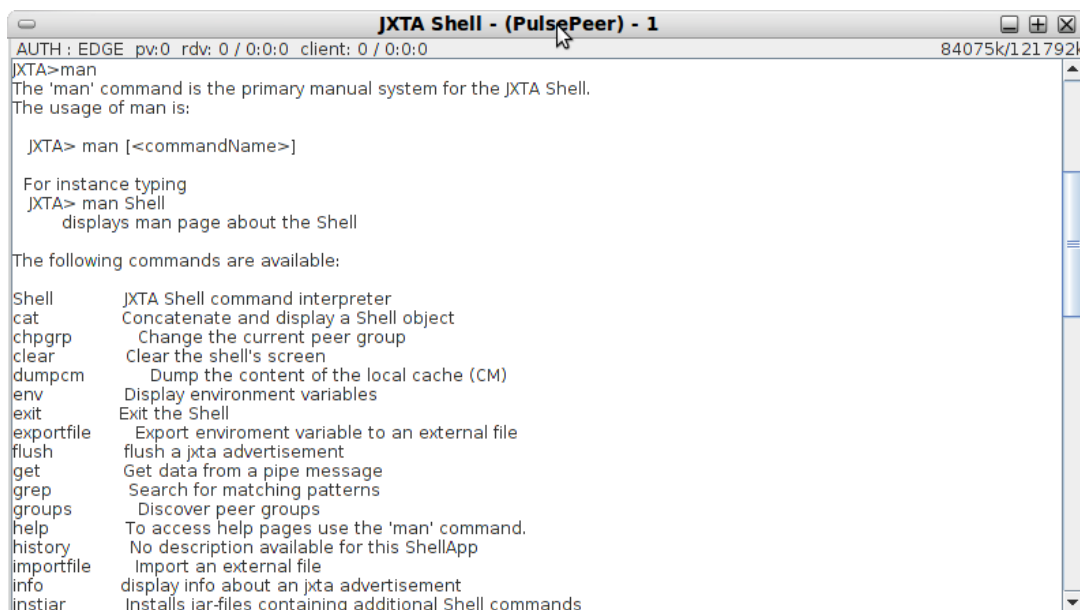 JXTA Shell - (PulsePeer) - 1
AUTH : EDGE pv:0 rdv: 0 / 0:0:0 client: 0 / 0:0:0 84075k/121792k
JXTA>man
The 'man' command is the primary manual system for the JXTA Shell.
The usage of man is:
JXTA> man [<commandName>]
For instance typing
JXTA> man Shell
displays man page about the Shell
The following commands are available:
Shell JXTA Shell command interpreter
cat Concatenate and display a Shell object
chpgrp Change the current peer group
clear Clear the shell's screen
dumpcm Dump the content of the local cache (CM)
env Display environment variables
exit Exit the Shell
exportfile Export enviroment variable to an external file
flush flush a jxta advertisement
get Get data from a pipe message
grep Search for matching patterns
groups Discover peer groups
help To access help pages use the 'man' command.
history No description available for this ShellApp
importfile Import an external file
info display info about an jxta advertisement
instjar Installs jar-files containing additional Shell commands